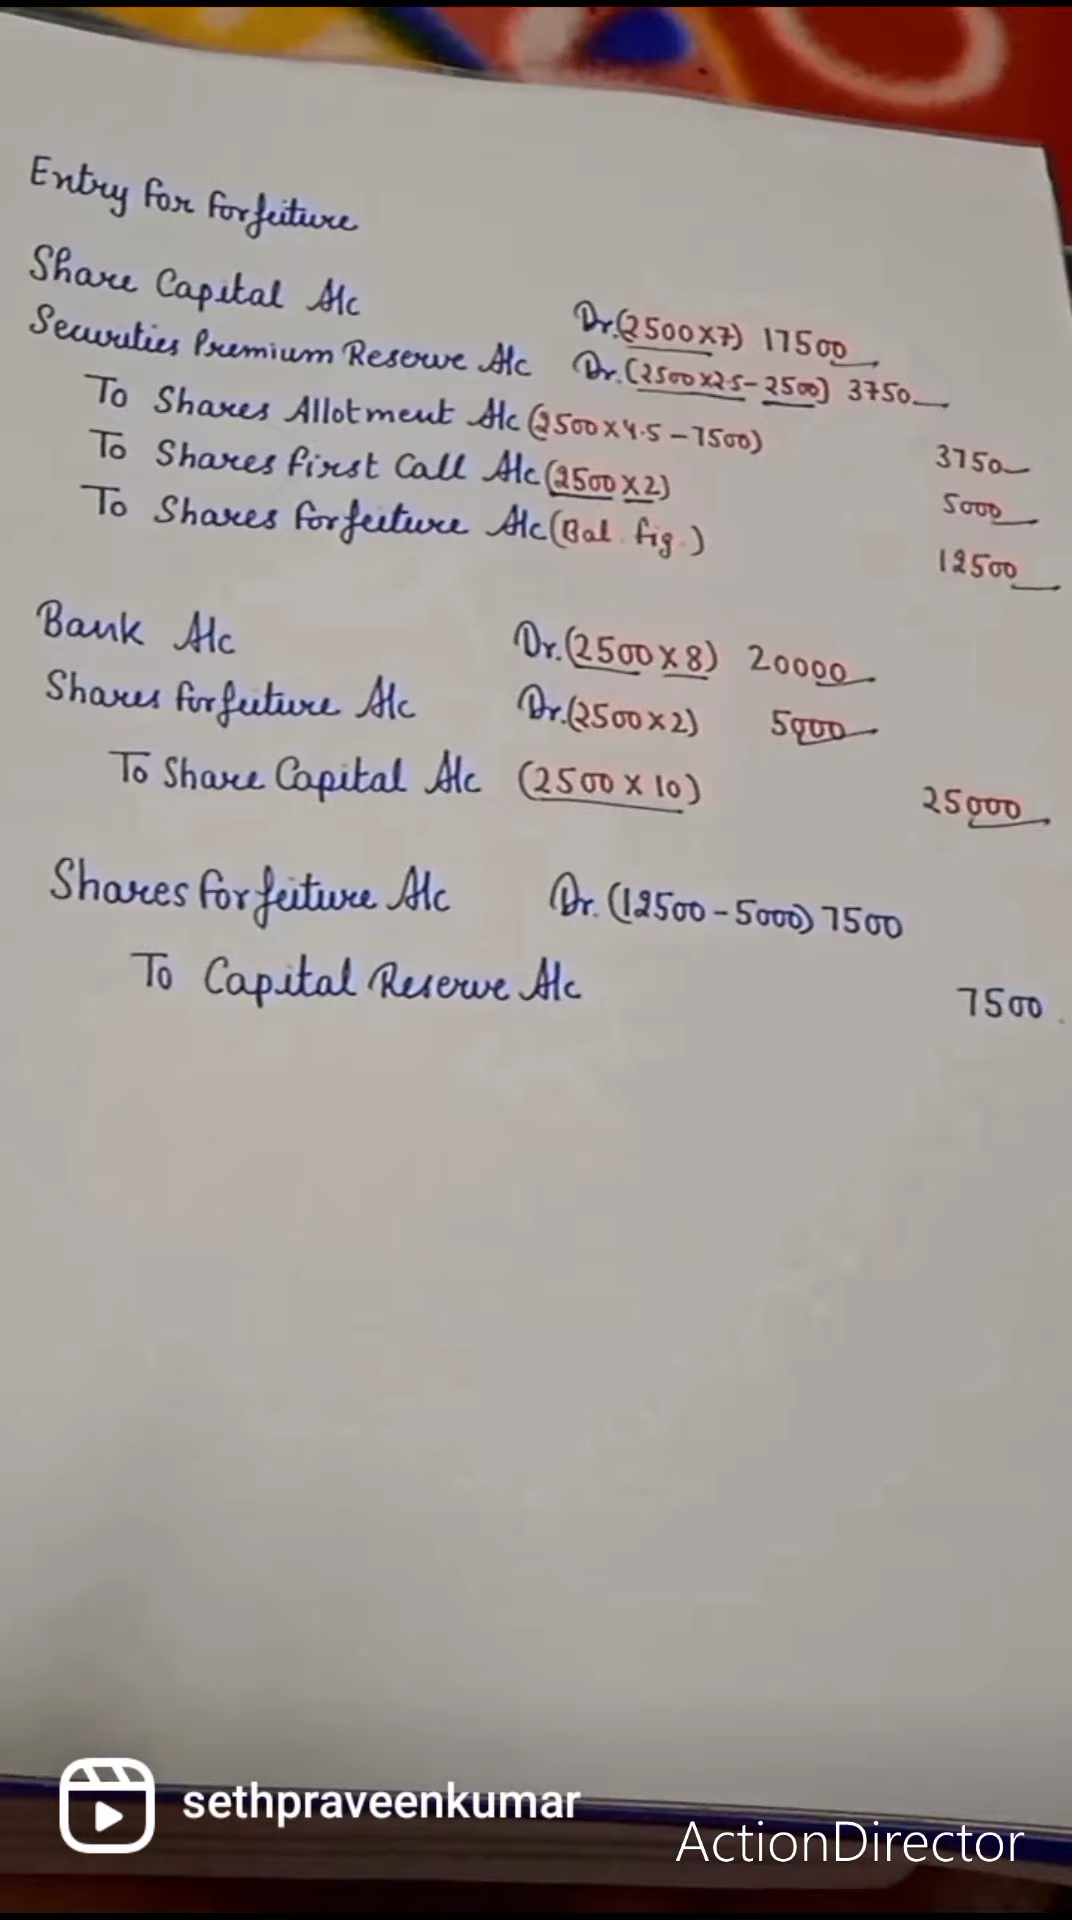 Entry for forfeiture
Share Capital A/c Dr.(2500x7) 17500
Securities Premium Reserve A/c Dr.(2500x2.5-2500) 3750
To Shares Allotment A/c (2500x4.5-7500) 3750
To Shares first Call A/c (2500x2) 5000
To Shares forfeiture A/c (Bal. fig.) 12500
Bank A/c Dr.(2500x8) 20000
Shares forfeiture A/c Dr.(2500x2) 5000
To Share Capital A/c (2500x10) 25000
Shares forfeiture A/c Dr. (12500-5000) 7500
To Capital Reserve A/c 7500
sethpraveenkumar
ActionDirector